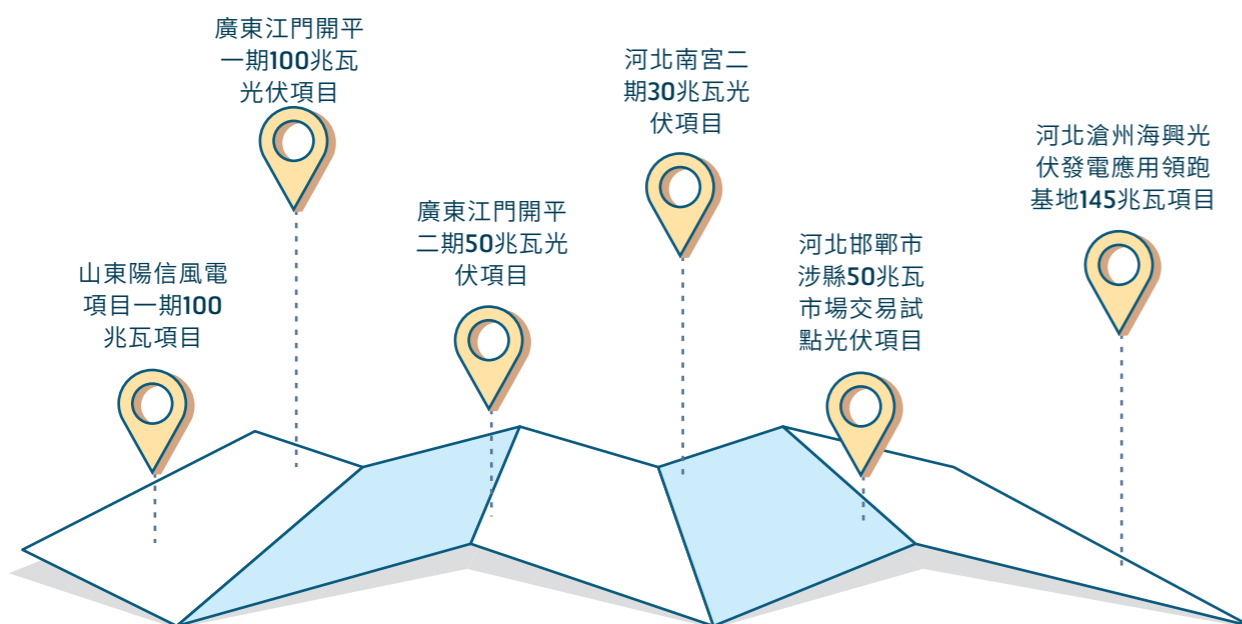 廣東江門開平
一期100兆瓦
光伏項目
河北南宮二
期30兆瓦光
伏項目
河北滄州海興光
伏發電應用領跑
基地145兆瓦項目
廣東江門開平
二期50兆瓦光
伏項目
河北邯鄲市
涉縣50兆瓦
市場交易試
點光伏項目
山東陽信風電
項目一期100
兆瓦項目